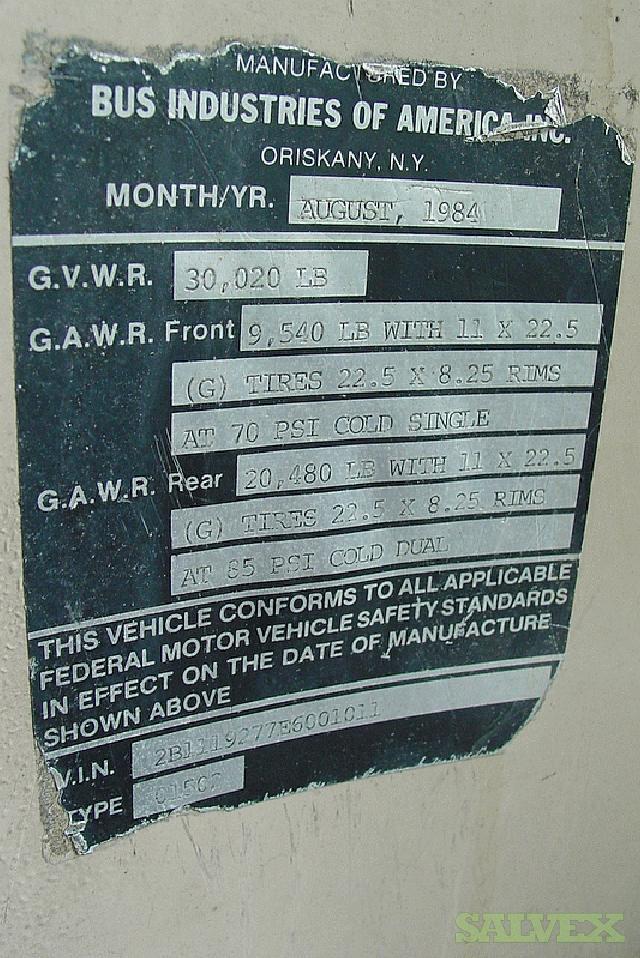 MANUFACTURED BY
BUS INDUSTRIES OF AMERICA INC.
ORISKANY, N.Y.
MONTH/YR. AUGUST, 1984
G.V.W.R. 30,020 LB
G.A.W.R. Front 9,540 LB WITH 11 X 22.5
(G) TIRES 22.5 X 8.25 RIMS
AT 70 PSI COLD SINGLE
G.A.W.R. Rear 20,480 LB WITH 11 X 22.5
(G) TIRES 22.5 X 8.25 RIMS
AT 85 PSI COLD DUAL
THIS VEHICLE CONFORMS TO ALL APPLICABLE
FEDERAL MOTOR VEHICLE SAFETY STANDARDS
IN EFFECT ON THE DATE OF MANUFACTURE
SHOWN ABOVE
V.I.N.
TYPE
SALVEX